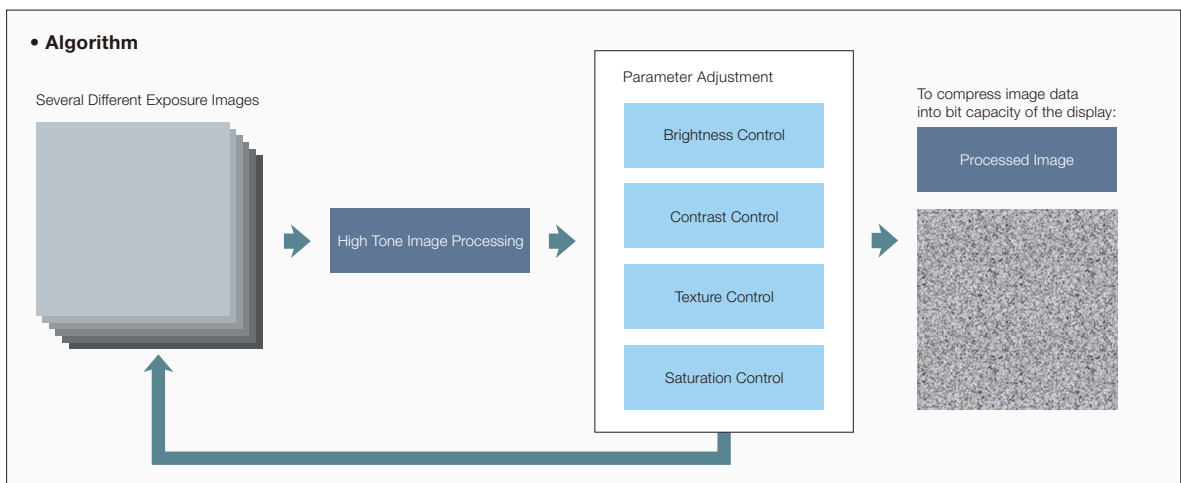 • Algorithm
Several Different Exposure Images
High Tone Image Processing
Parameter Adjustment
Brightness Control
Contrast Control
Texture Control
Saturation Control
To compress image data
into bit capacity of the display:
Processed Image